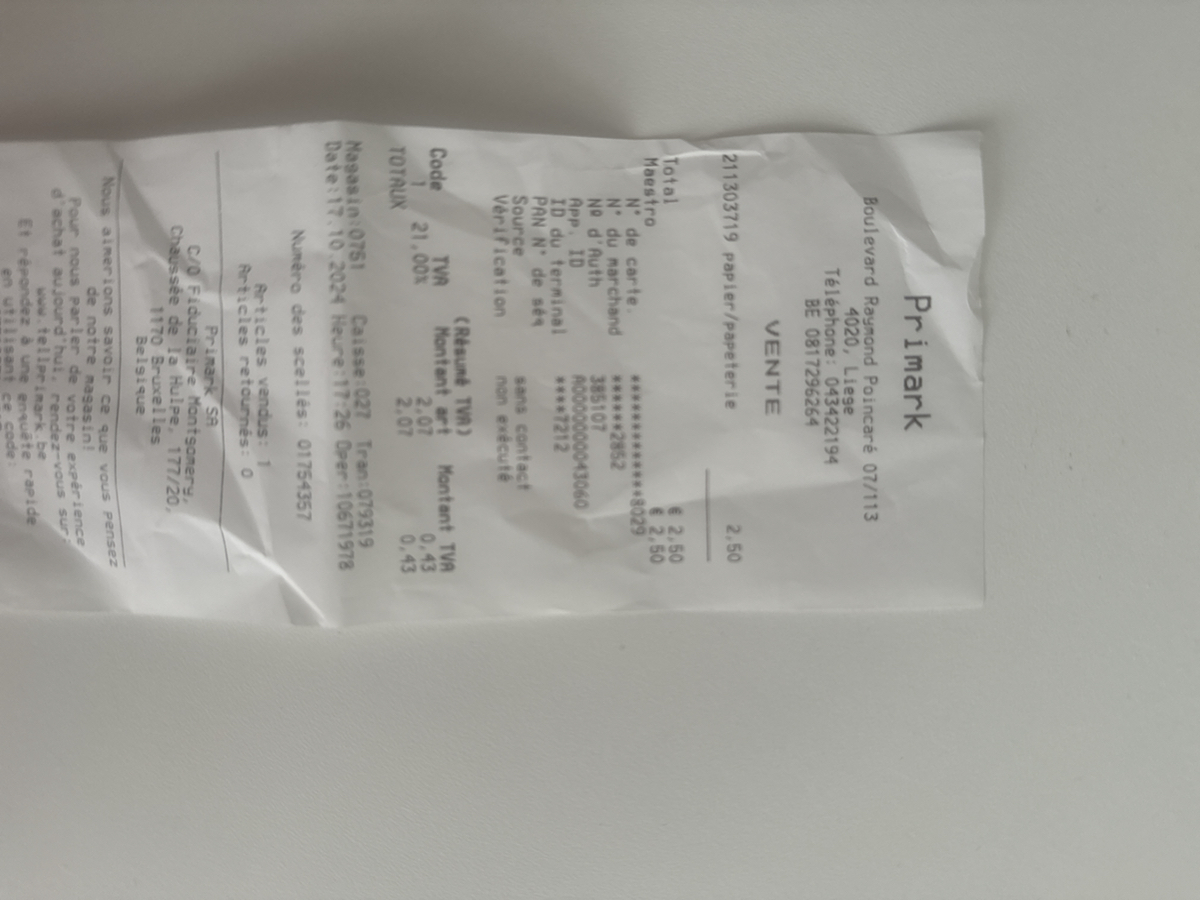 Primark
Boulevard Raymond Poincaré 07/113
4020, Liege
Téléphone: 043422194
BE 0817296264
VENTE
211303719 papier/papeterie 2,50
Total € 2,50
Maestro € 2,50
N° de carte. ***************8029
N° du marchand ******2852
Nº d'Auth 385107
App. ID A0000000043060
ID du terminal ****7212
PAN N° de séq
Source sans contact
Vérification non exécuté
(Résumé TVA)
Code TVA Montant art Montant TVA
1 21,00% 2,07 0,43
TOTAUX 2,07 0,43
Magasin:0751 Caisse:027 Tran:079319
Date:17.10.2024 Heure:17:26 Oper:10671978
Numéro des scellés: 01754357
Articles vendus: 1
Articles retournés: 0
Primark SA
C/O Fiduciaire Montgomery,
Chaussée de la Hulpe, 177/20,
1170 Bruxelles
Belgique
Nous aimerions savoir ce que vous pensez
de notre magasin!
Pour nous parler de votre expérience
d'achat aujourd'hui, rendez-vous sur:
www.tellprimark.be
Et répondez à une enquête rapide
en utilisant ce code: